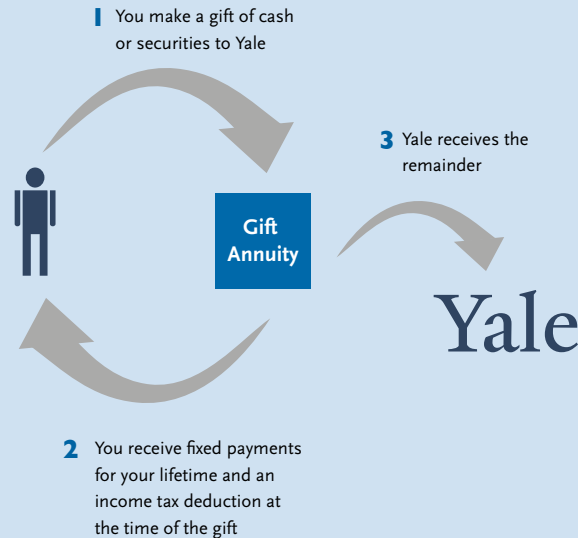 1 You make a gift of cash
or securities to Yale
3 Yale receives the
remainder
Gift
Annuity
Yale
2 You receive fixed payments
for your lifetime and an
income tax deduction at
the time of the gift